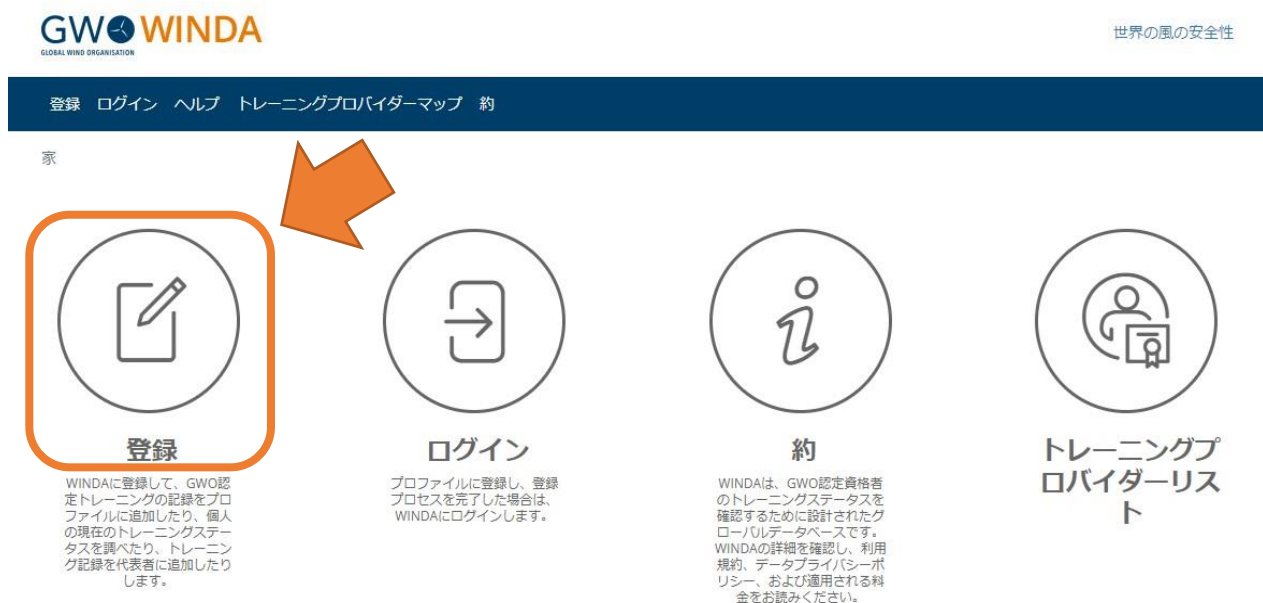 GWO WINDA
GLOBAL WIND ORGANISATION
世界の風の安全性
登録 ログイン ヘルプ トレーニングプロバイダーマップ 約
家
登録
WINDAに登録して、GWO認
定トレーニングの記録をプロ
ファイルに追加したり、個人
の現在のトレーニングステー
タスを調べたり、トレーニン
グ記録を代表者に追加したり
します。
ログイン
プロファイルに登録し、登録
プロセスを完了した場合は、
WINDAにログインします。
約
WINDAは、GWO認定資格者
のトレーニングステータスを
確認するために設計されたグ
ローバルデータベースです。
WINDAの詳細を確認し、利用
規約、データプライバシーポ
リシー、および適用される料
金をお読みください。
トレーニングプ
ロバイダーリス
ト